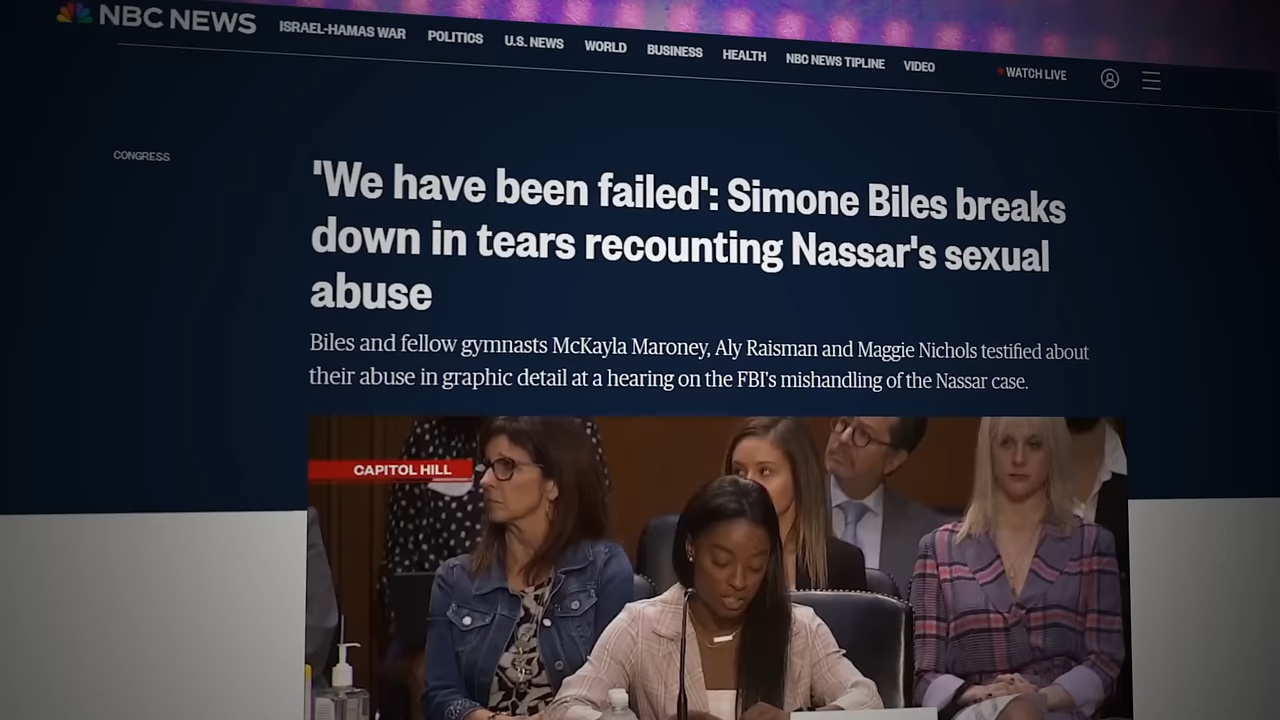 NBC NEWS
ISRAEL-HAMAS WAR POLITICS U.S. NEWS WORLD BUSINESS HEALTH NBC NEWS TIPLINE VIDEO WATCH LIVE
CONGRESS
'We have been failed': Simone Biles breaks
down in tears recounting Nassar's sexual
abuse
Biles and fellow gymnasts McKayla Maroney, Aly Raisman and Maggie Nichols testified about
their abuse in graphic detail at a hearing on the FBI's mishandling of the Nassar case.
CAPITOL HILL